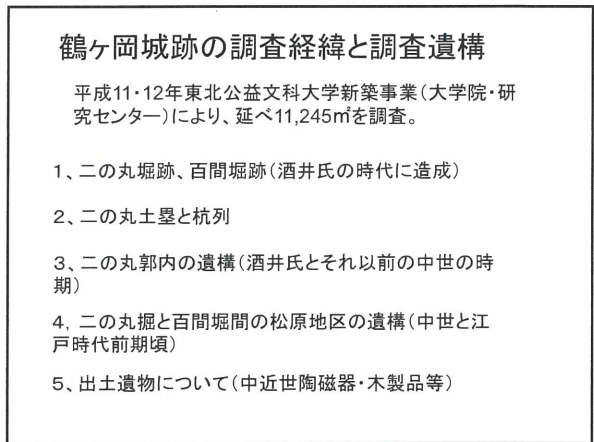 鶴ヶ岡城跡の調査経緯と調査遺構
平成11・12年東北公益文科大学新築事業(大学院・研
究センター)により、延べ11,245㎡を調査。
1、二の丸堀跡、百間堀跡(酒井氏の時代に造成)
2、二の丸土塁と杭列
3、二の丸郭内の遺構(酒井氏とそれ以前の中世の時
期)
4, 二の丸掘と百間堀間の松原地区の遺構(中世と江
戸時代前期頃)
5、出土遺物について(中近世陶磁器・木製品等)